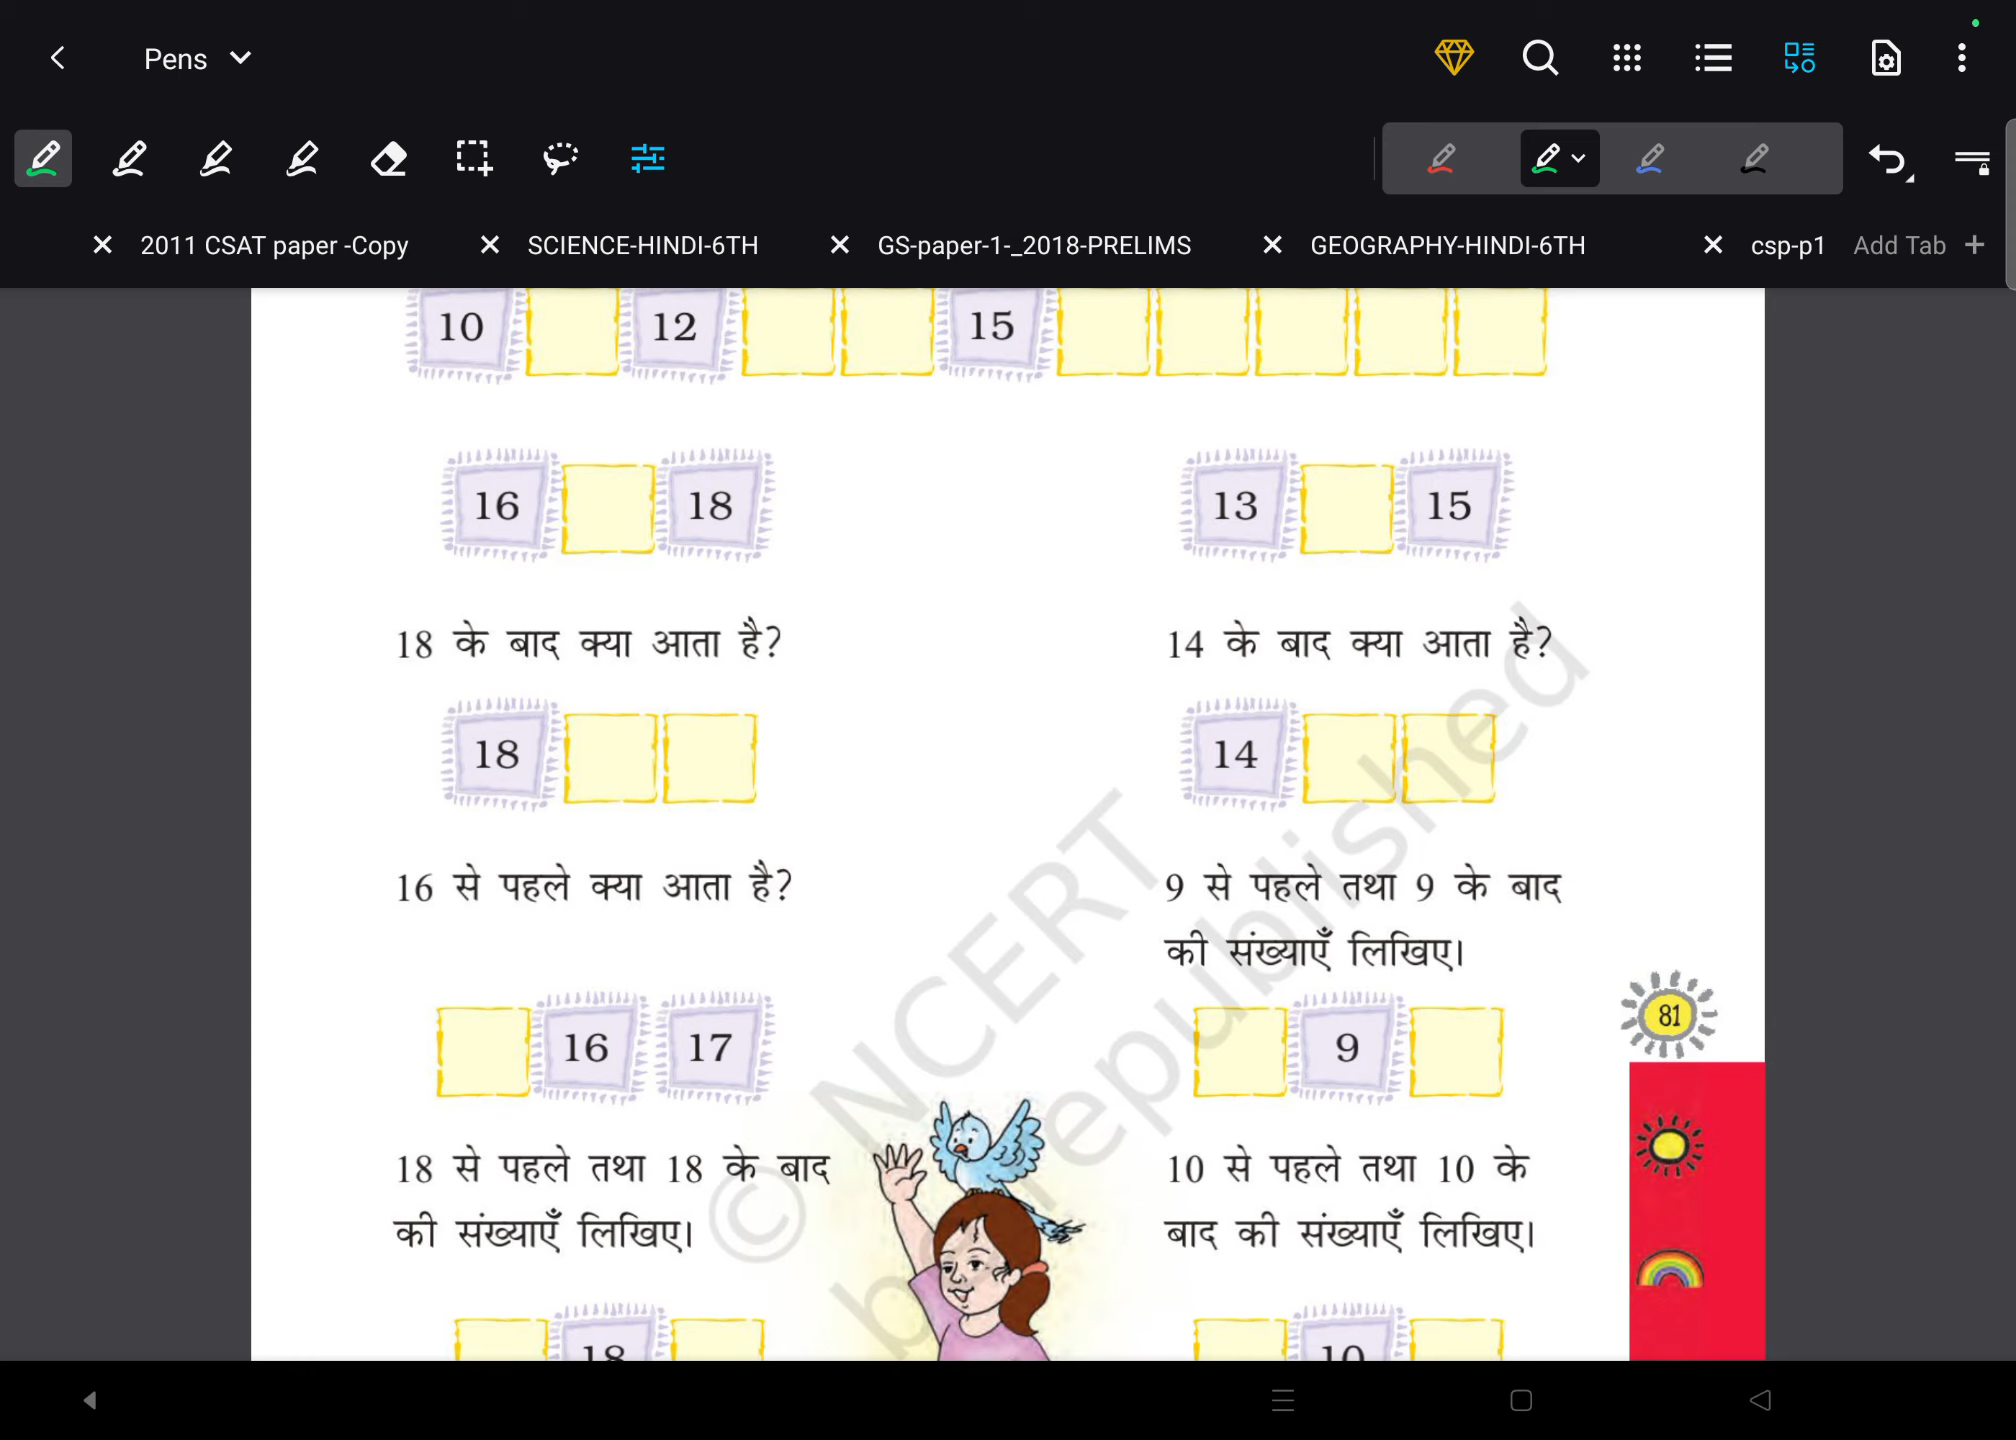 Pens
2011 CSAT paper -Copy
SCIENCE-HINDI-6TH
GS-paper-1-_2018-PRELIMS
GEOGRAPHY-HINDI-6TH
csp-p1
Add Tab
10 12 15
16 18
13 15
18 के बाद क्या आता है?
14 के बाद क्या आता है?
18
14
16 से पहले क्या आता है?
9 से पहले तथा 9 के बाद
की संख्याएँ लिखिए।
16 17
9
81
18 से पहले तथा 18 के बाद
की संख्याएँ लिखिए।
10 से पहले तथा 10 के
बाद की संख्याएँ लिखिए।
18
10
© NCERT
be republished